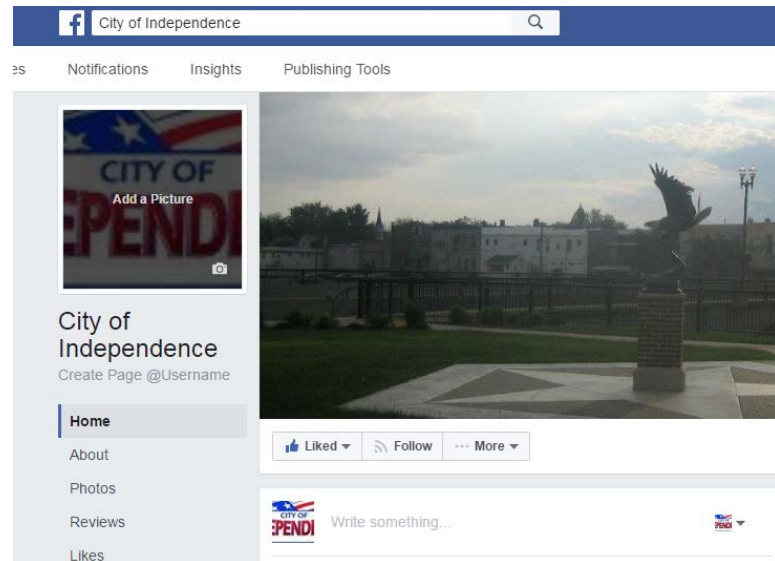 City of Independence
es Notifications Insights Publishing Tools
CITY OF
Add a Picture
EPENDI
City of
Independence
Create Page @Username
Home
About
Photos
Reviews
Likes
Liked Follow ··· More
CITY OF
EPENDI
Write something...